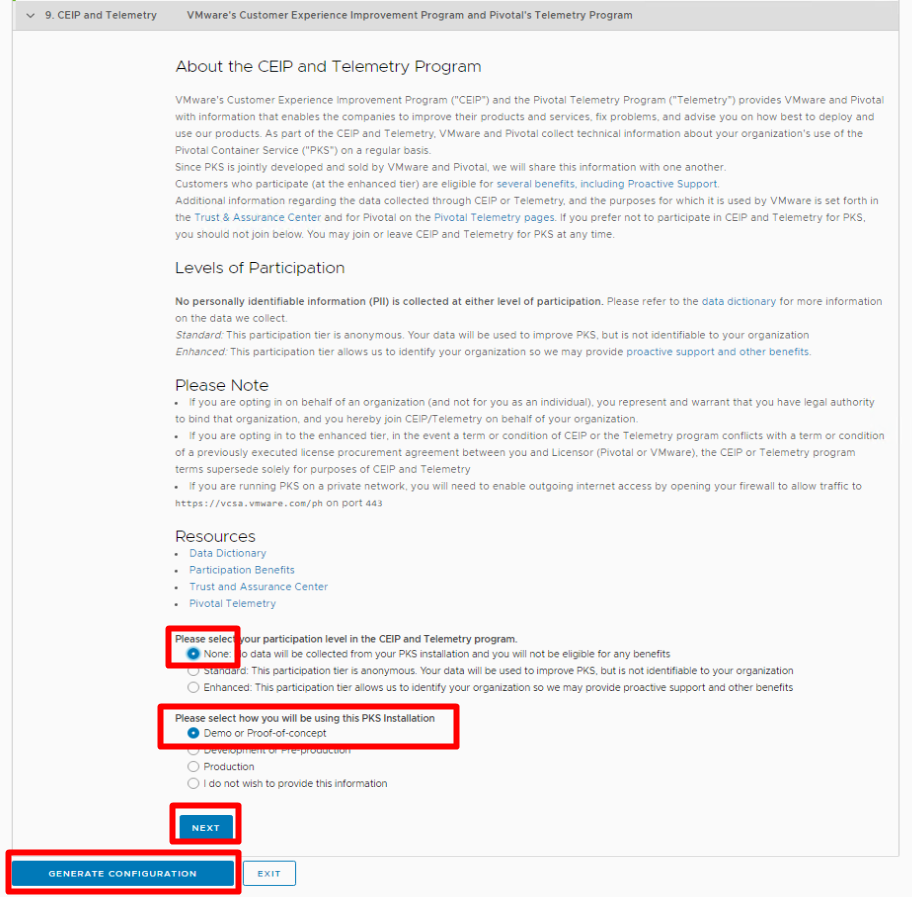 9. CEIP and Telemetry VMware's Customer Experience Improvement Program and Pivotal's Telemetry Program
About the CEIP and Telemetry Program
VMware's Customer Experience Improvement Program ("CEIP") and the Pivotal Telemetry Program ("Telemetry") provides VMware and Pivotal
with information that enables the companies to improve their products and services, fix problems, and advise you on how best to deploy and
use our products. As part of the CEIP and Telemetry, VMware and Pivotal collect technical information about your organization's use of the
Pivotal Container Service ("PKS") on a regular basis.
Since PKS is jointly developed and sold by VMware and Pivotal, we will share this information with one another.
Customers who participate (at the enhanced tier) are eligible for several benefits, including Proactive Support.
Additional information regarding the data collected through CEIP or Telemetry, and the purposes for which it is used by VMware is set forth in
the Trust & Assurance Center and for Pivotal on the Pivotal Telemetry pages. If you prefer not to participate in CEIP and Telemetry for PKS,
you should not join below. You may join or leave CEIP and Telemetry for PKS at any time.
Levels of Participation
No personally identifiable information (PII) is collected at either level of participation. Please refer to the data dictionary for more information
on the data we collect.
Standard: This participation tier is anonymous. Your data will be used to improve PKS, but is not identifiable to your organization
Enhanced: This participation tier allows us to identify your organization so we may provide proactive support and other benefits.
Please Note
• If you are opting in on behalf of an organization (and not for you as an individual), you represent and warrant that you have legal authority
to bind that organization, and you hereby join CEIP/Telemetry on behalf of your organization.
• If you are opting in to the enhanced tier, in the event a term or condition of CEIP or the Telemetry program conflicts with a term or condition
of a previously executed license procurement agreement between you and Licensor (Pivotal or VMware), the CEIP or Telemetry program
terms supersede solely for purposes of CEIP and Telemetry
• If you are running PKS on a private network, you will need to enable outgoing internet access by opening your firewall to allow traffic to
https://vcsa.vmware.com/ph on port 443
Resources
• Data Dictionary
• Participation Benefits
• Trust and Assurance Center
• Pivotal Telemetry
Please select your participation level in the CEIP and Telemetry program.
None: No data will be collected from your PKS installation and you will not be eligible for any benefits
Standard: This participation tier is anonymous. Your data will be used to improve PKS, but is not identifiable to your organization
Enhanced: This participation tier allows us to identify your organization so we may provide proactive support and other benefits
Please select how you will be using this PKS Installation
Demo or Proof-of-concept
Development or Pre-production
Production
I do not wish to provide this information
NEXT
GENERATE CONFIGURATION EXIT